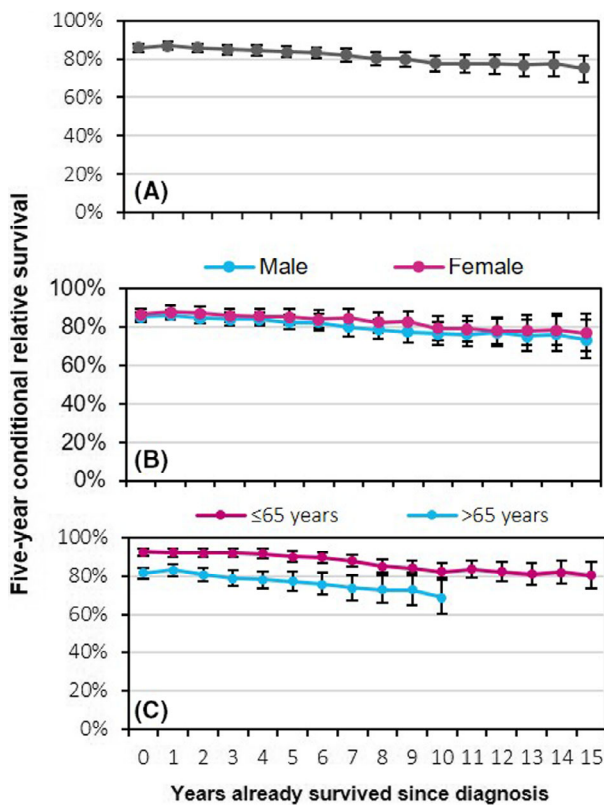 100%
80%
60%
40%
20%
0%
(A)
Five-year conditional relative survival
Male Female
100%
80%
60%
40%
20%
0%
(B)
≤65 years >65 years
100%
80%
60%
40%
20%
0%
(C)
0 1 2 3 4 5 6 7 8 9 10 11 12 13 14 15
Years already survived since diagnosis